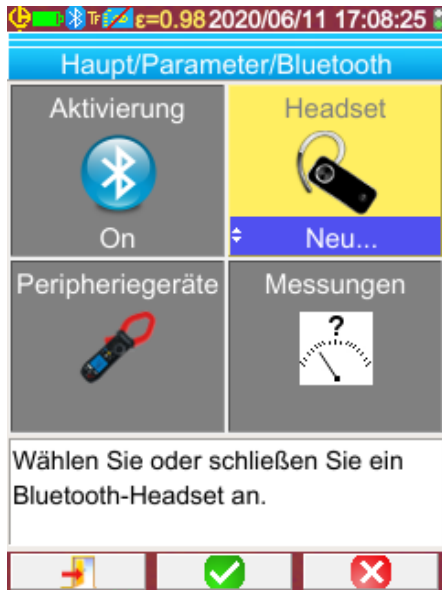 TF ε=0.98 2020/06/11 17:08:25
Haupt/Parameter/Bluetooth
Aktivierung
Headset
On
Neu...
Peripheriegeräte
Messungen
?
Wählen Sie oder schließen Sie ein
Bluetooth-Headset an.